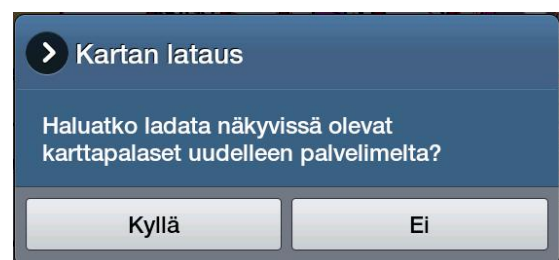 Kartan lataus
Haluatko ladata näkyvissä olevat
karttapalaset uudelleen palvelimelta?
Kyllä
Ei